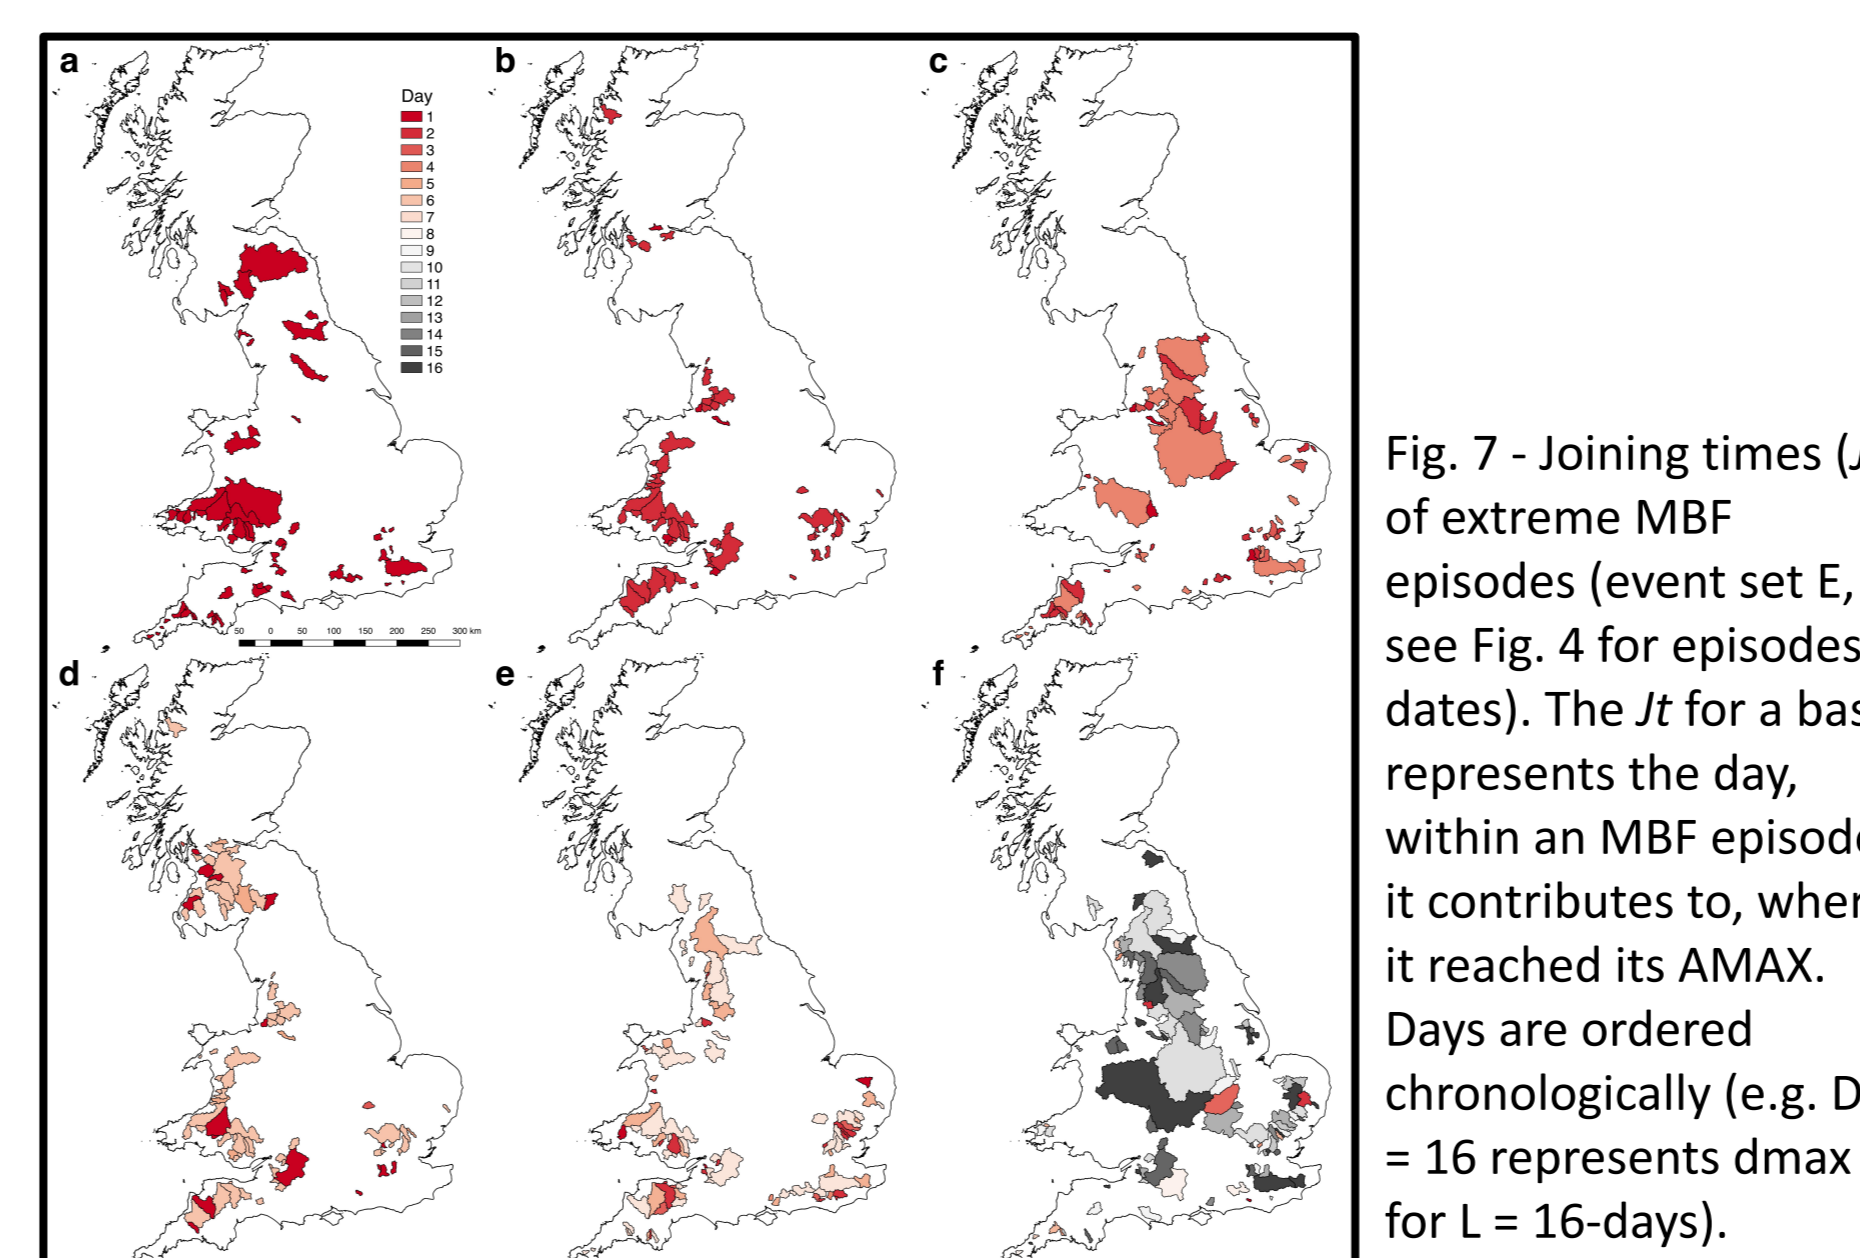 a
b
c
Day
1
2
3
4
5
6
7
8
9
10
11
12
13
14
15
16
50 0 50 100 150 200 250 300 km
d
e
f
Fig. 7 - Joining times (
of extreme MBF
episodes (event set E,
see Fig. 4 for episodes
dates). The Jt for a bas
represents the day,
within an MBF episode
it contributes to, wher
it reached its AMAX.
Days are ordered
chronologically (e.g. D
= 16 represents dmax
for L = 16-days).